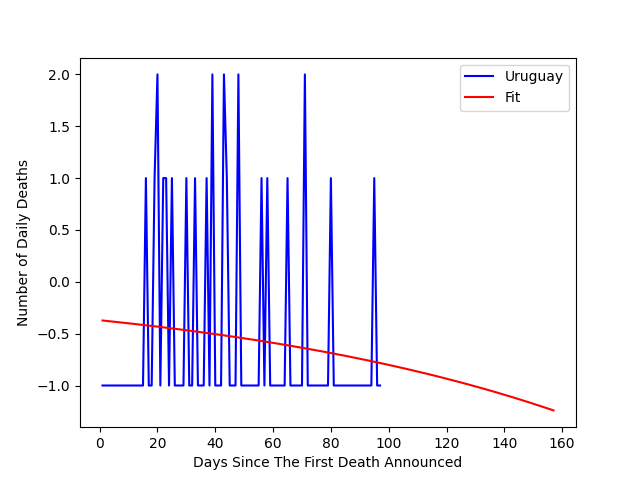 Uruguay
Fit
Number of Daily Deaths
2.0
1.5
1.0
0.5
0.0
−0.5
−1.0
0 20 40 60 80 100 120 140 160
Days Since The First Death Announced